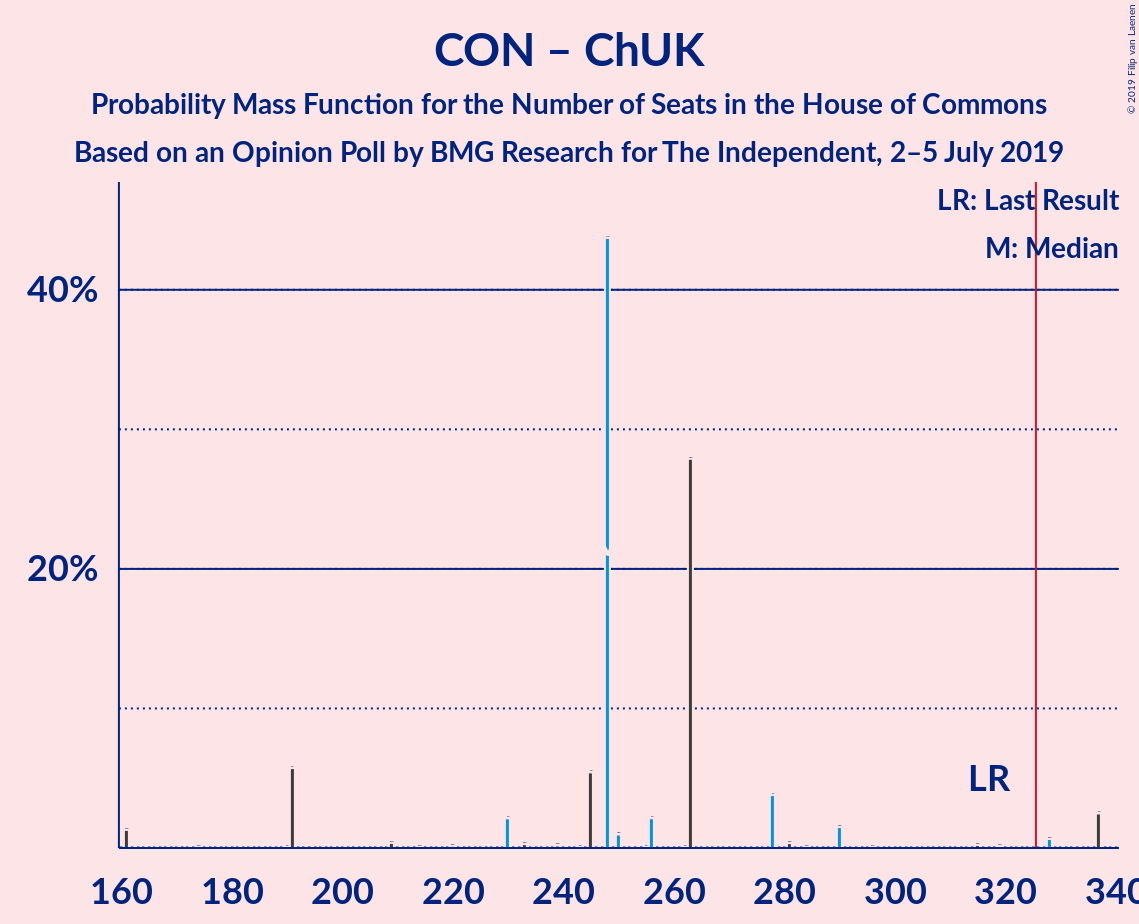 CON – ChUK
Probability Mass Function for the Number of Seats in the House of Commons
Based on an Opinion Poll by BMG Research for The Independent, 2–5 July 2019
© 2019 Filip van Laenen
LR: Last Result
M: Median
40%
20%
LR
160 180 200 220 240 260 280 300 320 340